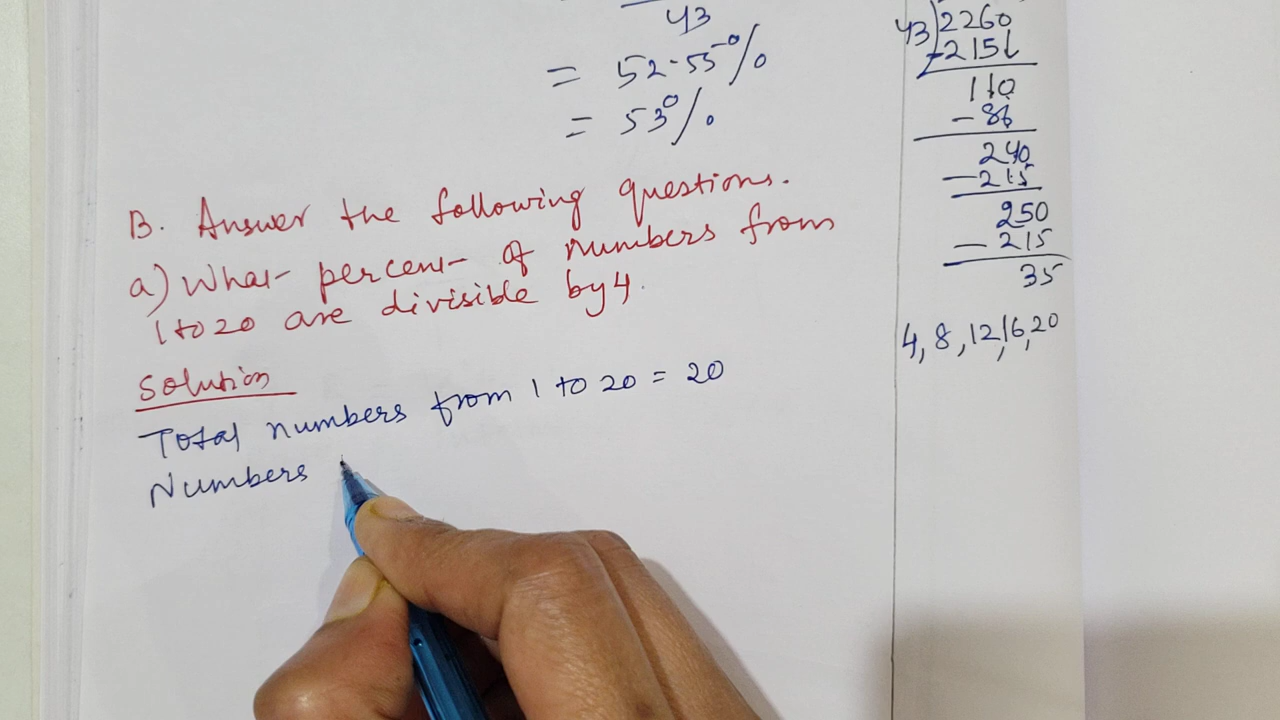 43
= 52.55%
= 53%
B. Answer the following questions.
a) What percent of numbers from
1 to 20 are divisible by 4.
Solution
Total numbers from 1 to 20 = 20
Numbers
43)2260
-215↓
110
- 86
240
- 215
250
- 215
35
4, 8, 12, 16, 20